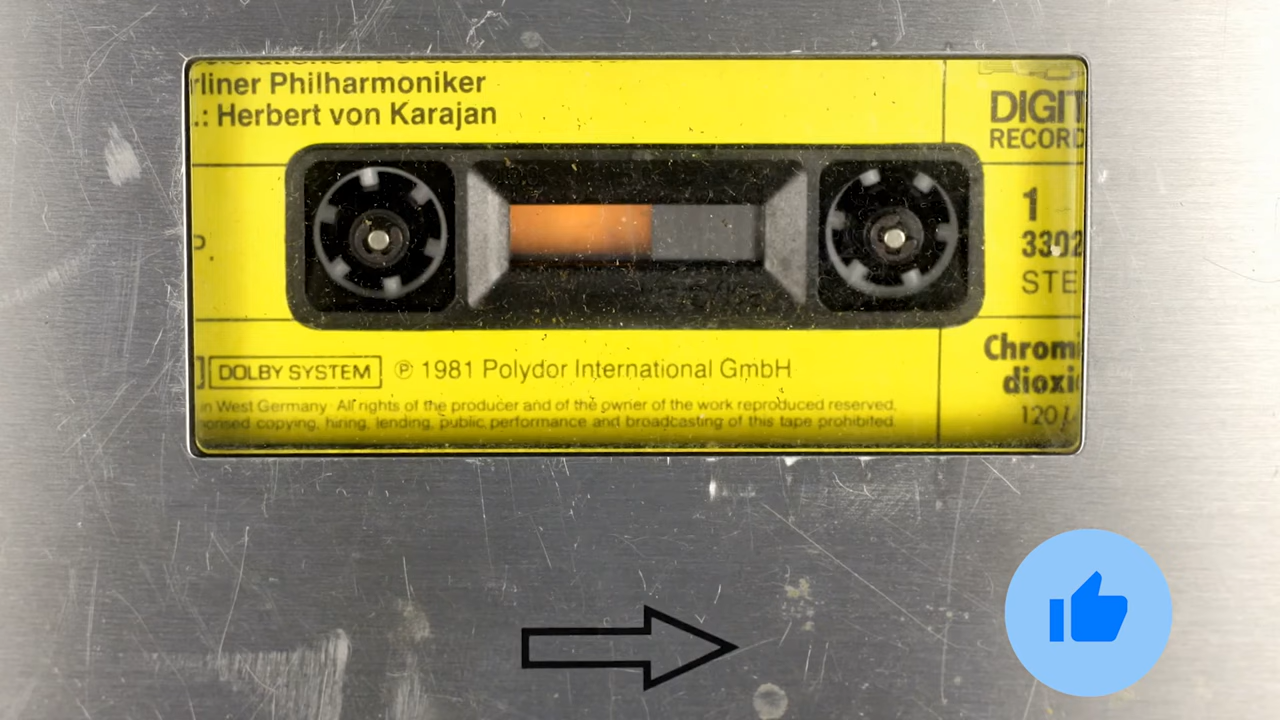 rliner Philharmoniker
.: Herbert von Karajan
DIGIT
RECORD
1
3302
STE
P.
DOLBY SYSTEM ℗ 1981 Polydor International GmbH
in West Germany · All rights of the producer and of the owner of the work reproduced reserved,
orised copying, hiring, lending, public performance and broadcasting of this tape prohibited.
Chromi
dioxi
120